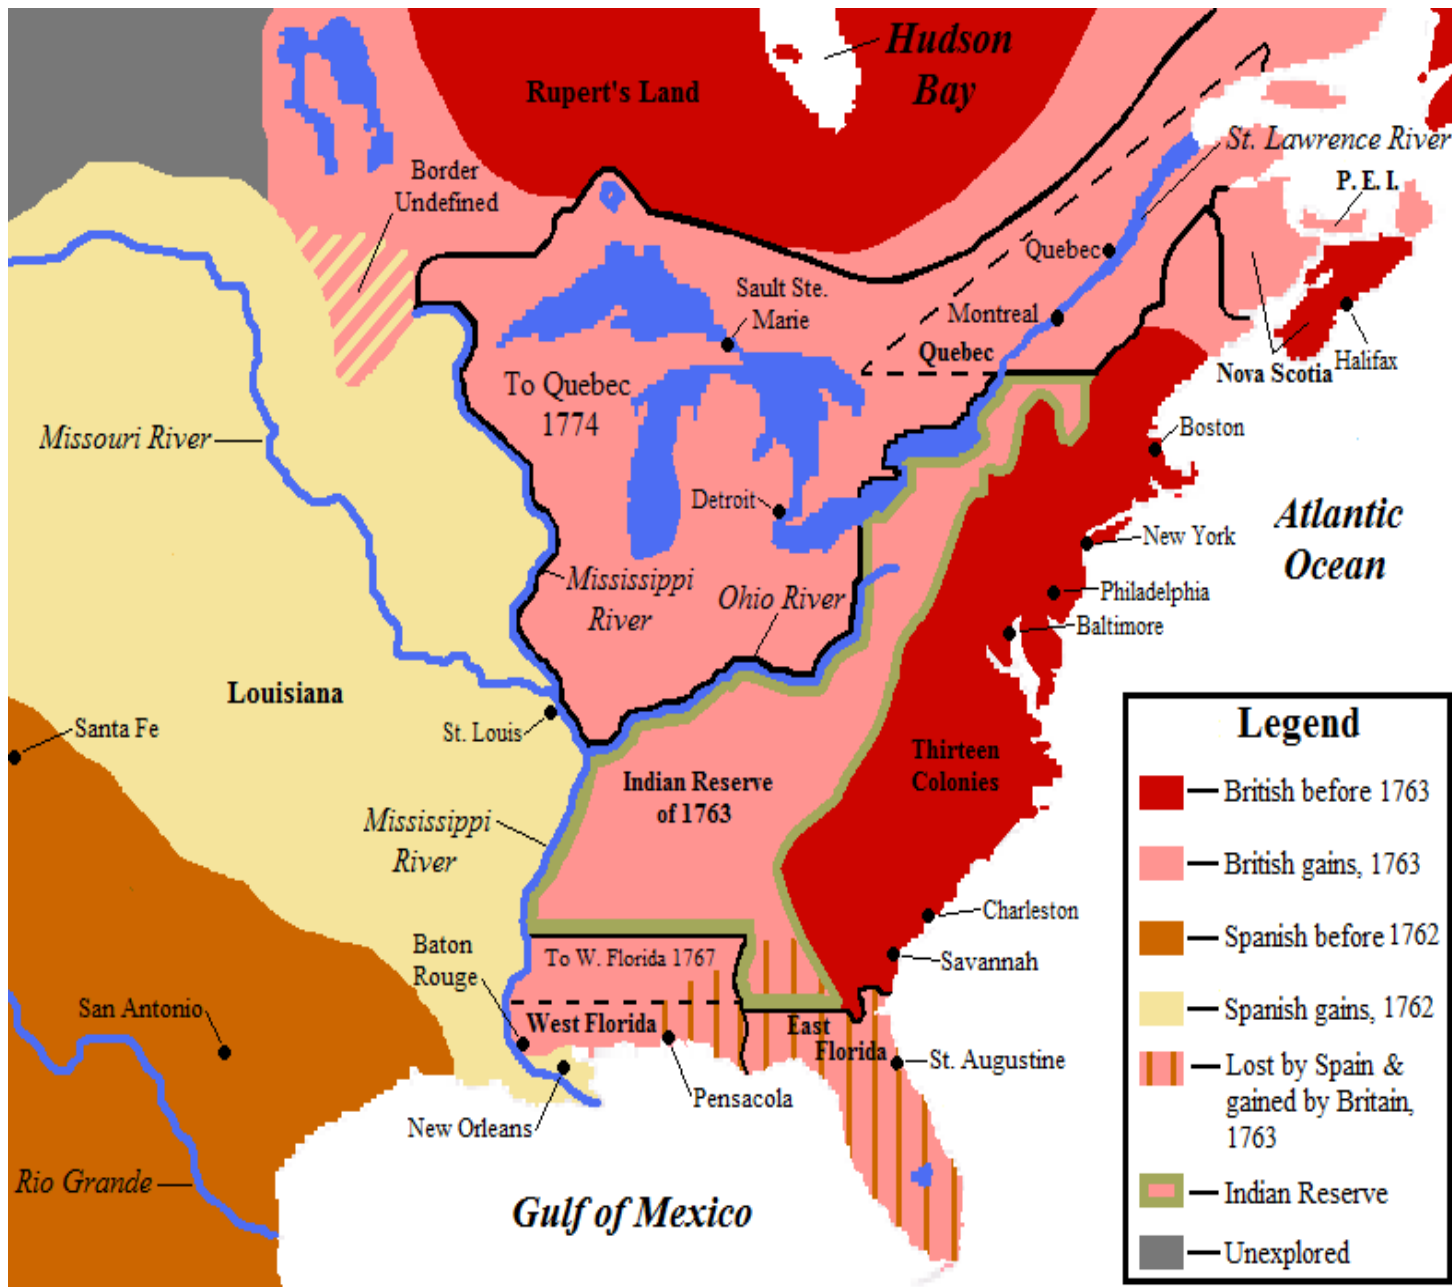 Hudson
Bay
Rupert's Land
St. Lawrence River
Border
Undefined
P. E. I.
Quebec
Sault Ste.
Marie
Montreal
Quebec
Halifax
Nova Scotia
To Quebec
1774
Missouri River
Boston
Detroit
Atlantic
Ocean
New York
Mississippi
River
Ohio River
Philadelphia
Baltimore
Louisiana
Santa Fe
St. Louis
Thirteen
Colonies
Indian Reserve
of 1763
Mississippi
River
Charleston
Baton
Rouge
To W. Florida 1767
Savannah
San Antonio
West Florida
East
Florida
St. Augustine
Pensacola
New Orleans
Rio Grande
Gulf of Mexico
Legend
British before 1763
British gains, 1763
Spanish before 1762
Spanish gains, 1762
Lost by Spain &
gained by Britain,
1763
Indian Reserve
Unexplored